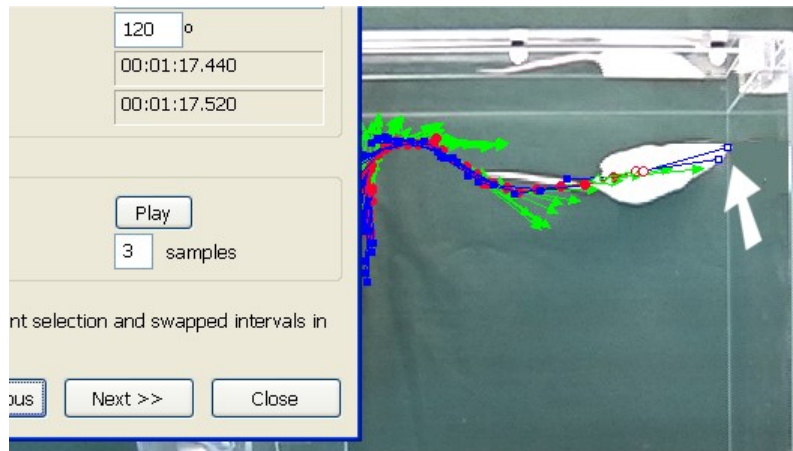 120 °
00:01:17.440
00:01:17.520
Play
3 samples
nt selection and swapped intervals in
ous Next >> Close